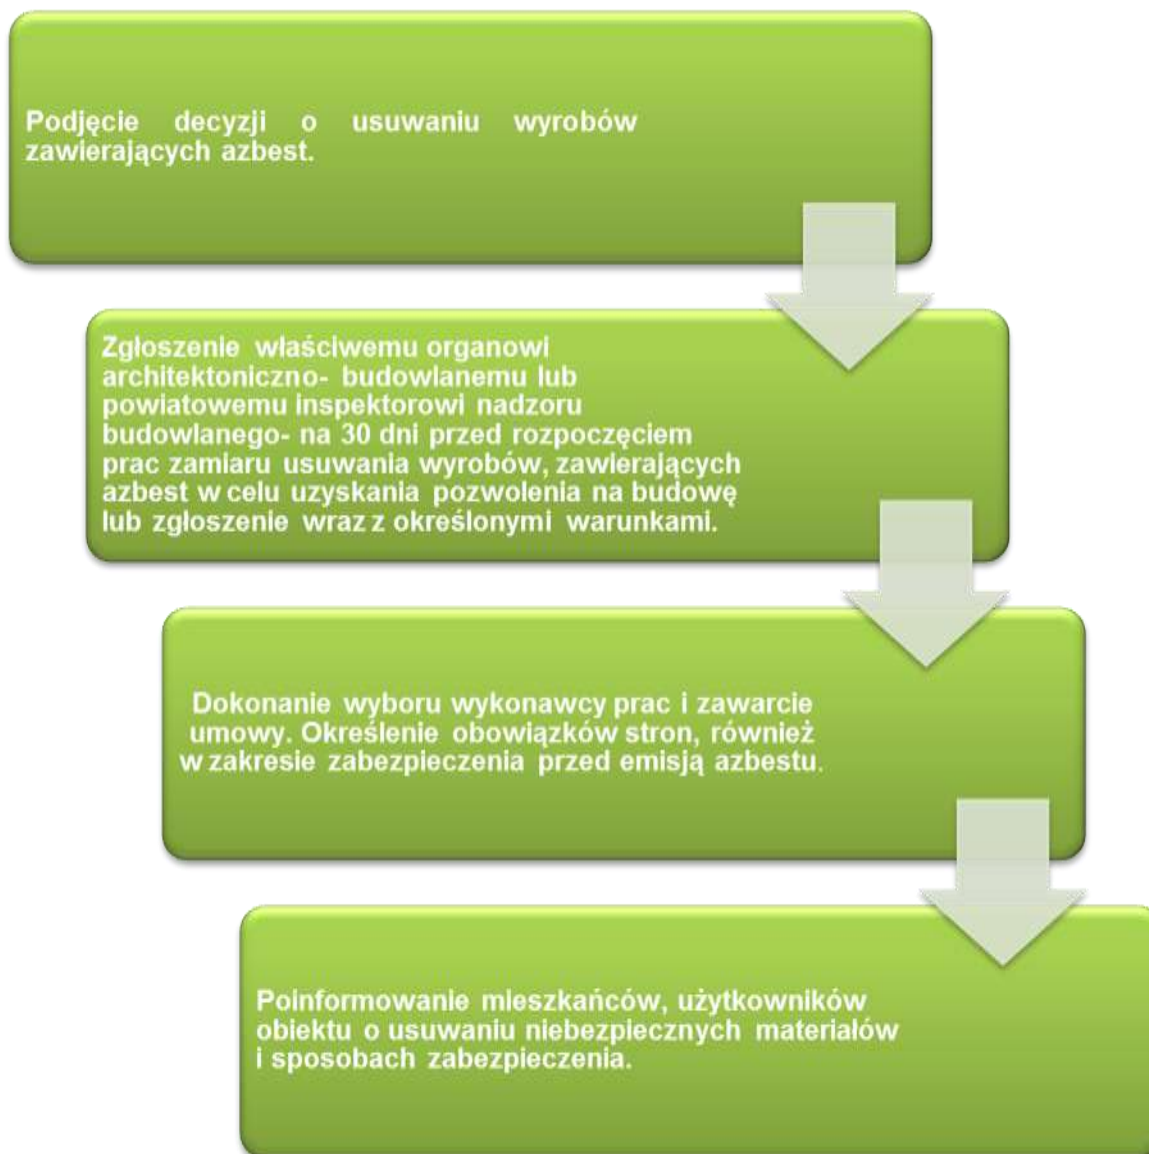 Podjęcie decyzji o usuwaniu wyrobów
zawierających azbest.
Zgłoszenie właściwemu organowi
architektoniczno- budowlanemu lub
powiatowemu inspektorowi nadzoru
budowlanego- na 30 dni przed rozpoczęciem
prac zamiaru usuwania wyrobów, zawierających
azbest w celu uzyskania pozwolenia na budowę
lub zgłoszenie wraz z określonymi warunkami.
Dokonanie wyboru wykonawcy prac i zawarcie
umowy. Określenie obowiązków stron, również
w zakresie zabezpieczenia przed emisją azbestu.
Poinformowanie mieszkańców, użytkowników
obiektu o usuwaniu niebezpiecznych materiałów
i sposobach zabezpieczenia.